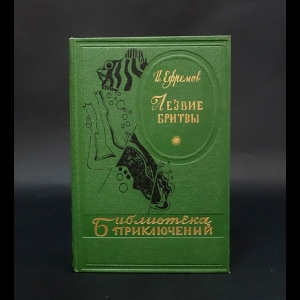 И. Ефремов
Лезвие
бритвы
Библиотека
приключений